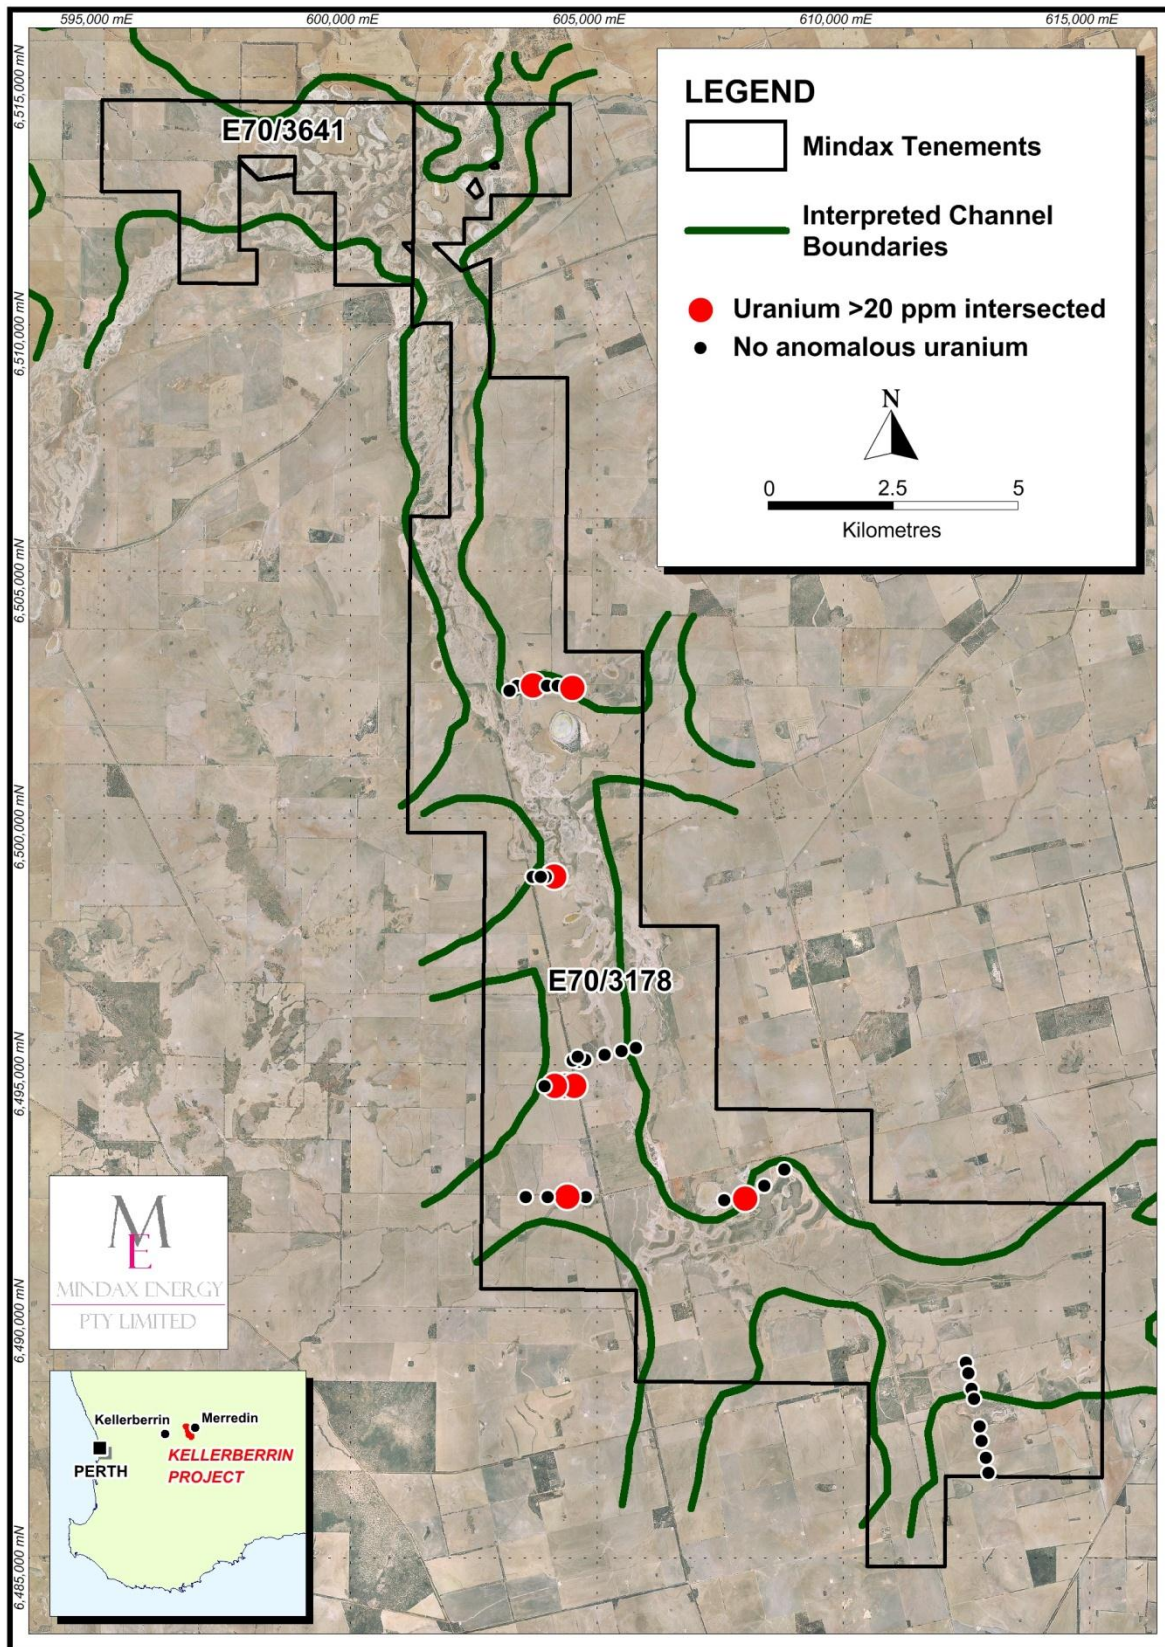 595,000 mE
600,000 mE
605,000 mE
610,000 mE
615,000 mE
6,515,000 mN
6,510,000 mN
6,505,000 mN
6,500,000 mN
6,495,000 mN
6,490,000 mN
6,485,000 mN
E70/3641
LEGEND
Mindax Tenements
Interpreted Channel
Boundaries
Uranium >20 ppm intersected
No anomalous uranium
N
0 2.5 5
Kilometres
E70/3178
ME
MINDAX ENERGY
PTY LIMITED
Kellerberrin
Merredin
PERTH
KELLERBERRIN
PROJECT